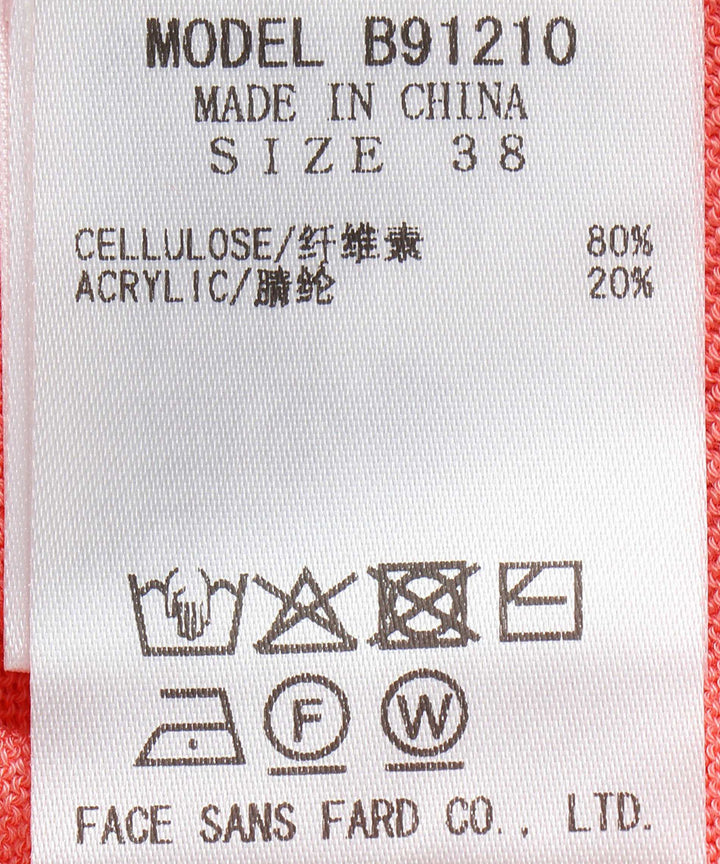 MODEL B91210
MADE IN CHINA
SIZE 38
CELLULOSE/纤维素 80%
ACRYLIC/腈纶 20%
F W
FACE SANS FARD CO., LTD.